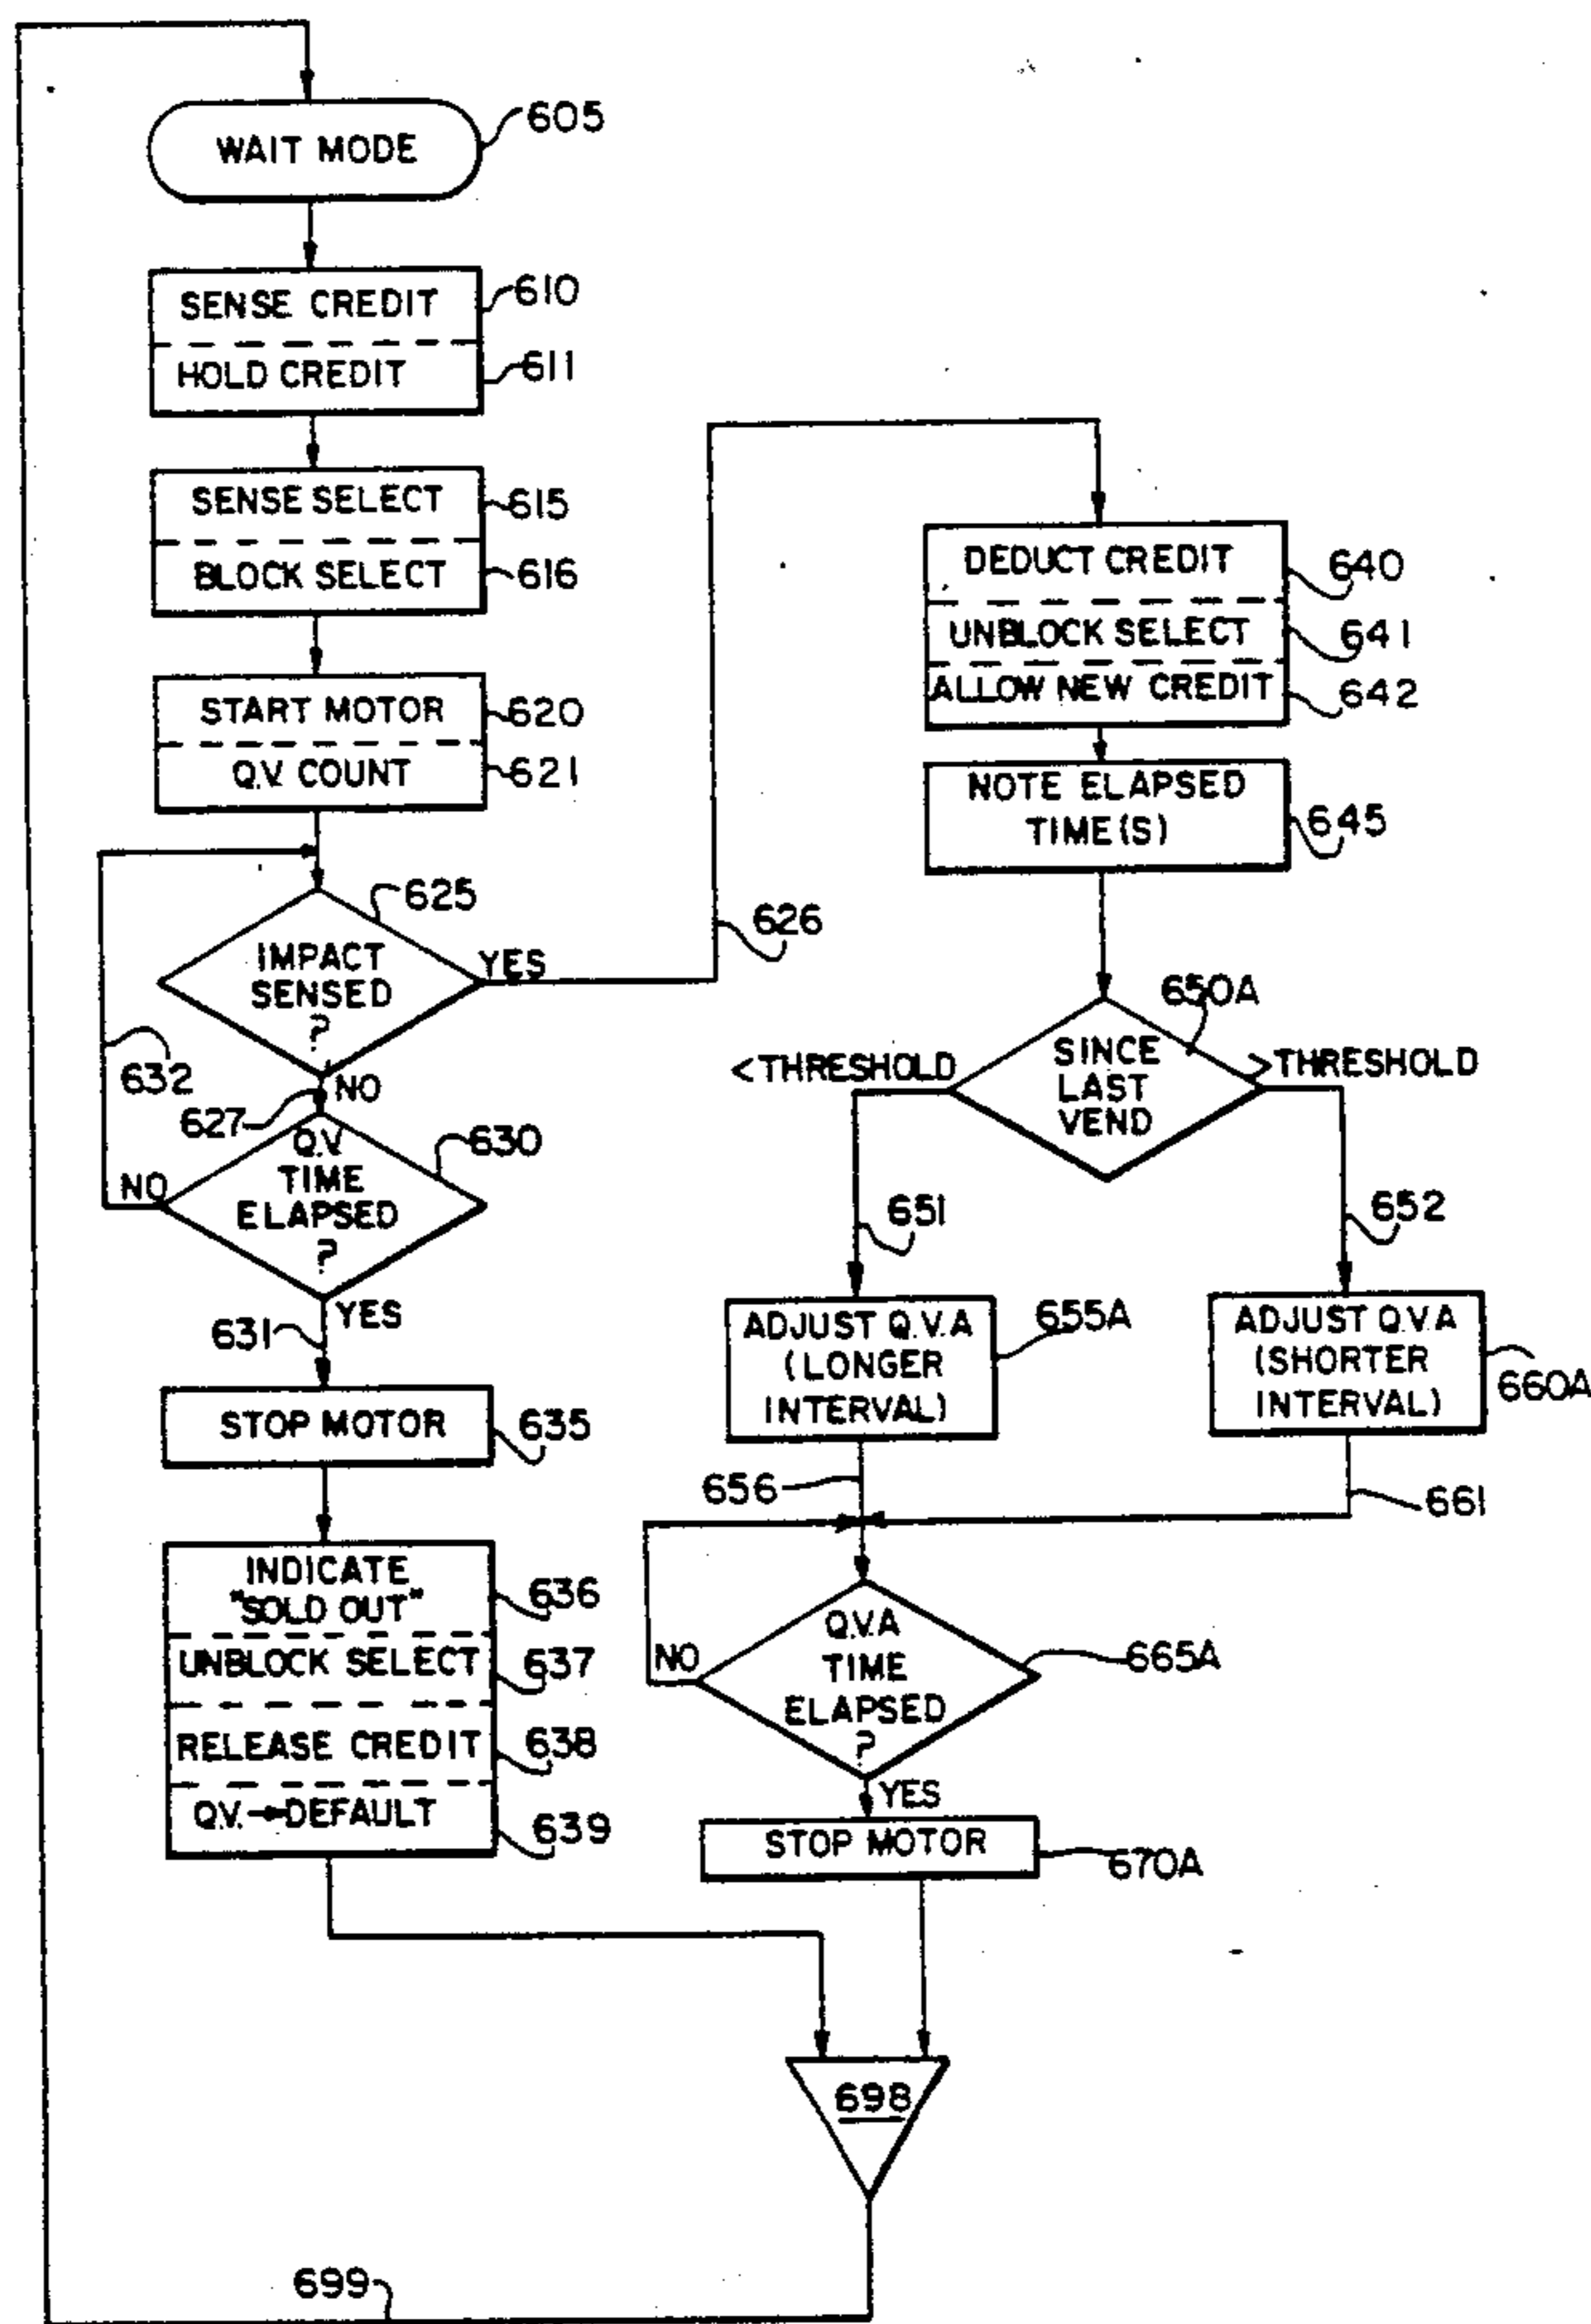 WAIT MODE
605
SENSE CREDIT
610
HOLD CREDIT
611
SENSE SELECT
615
BLOCK SELECT
616
START MOTOR
620
Q.V. COUNT
621
625
IMPACT
SENSED
?
YES
626
632
627
NO
Q.V
TIME
ELAPSED
?
630
NO
YES
631
STOP MOTOR
635
INDICATE
"SOLD OUT"
636
UNBLOCK SELECT
637
RELEASE CREDIT
638
Q.V.→DEFAULT
639
DEDUCT CREDIT
640
UNBLOCK SELECT
641
ALLOW NEW CREDIT
642
NOTE ELAPSED
TIME(S)
645
650A
SINCE
LAST
VEND
<THRESHOLD
>THRESHOLD
651
652
ADJUST Q.V.A
(LONGER
INTERVAL)
655A
ADJUST Q.V.A
(SHORTER
INTERVAL)
660A
656
661
Q.V.A
TIME
ELAPSED
?
665A
NO
YES
STOP MOTOR
670A
698
699